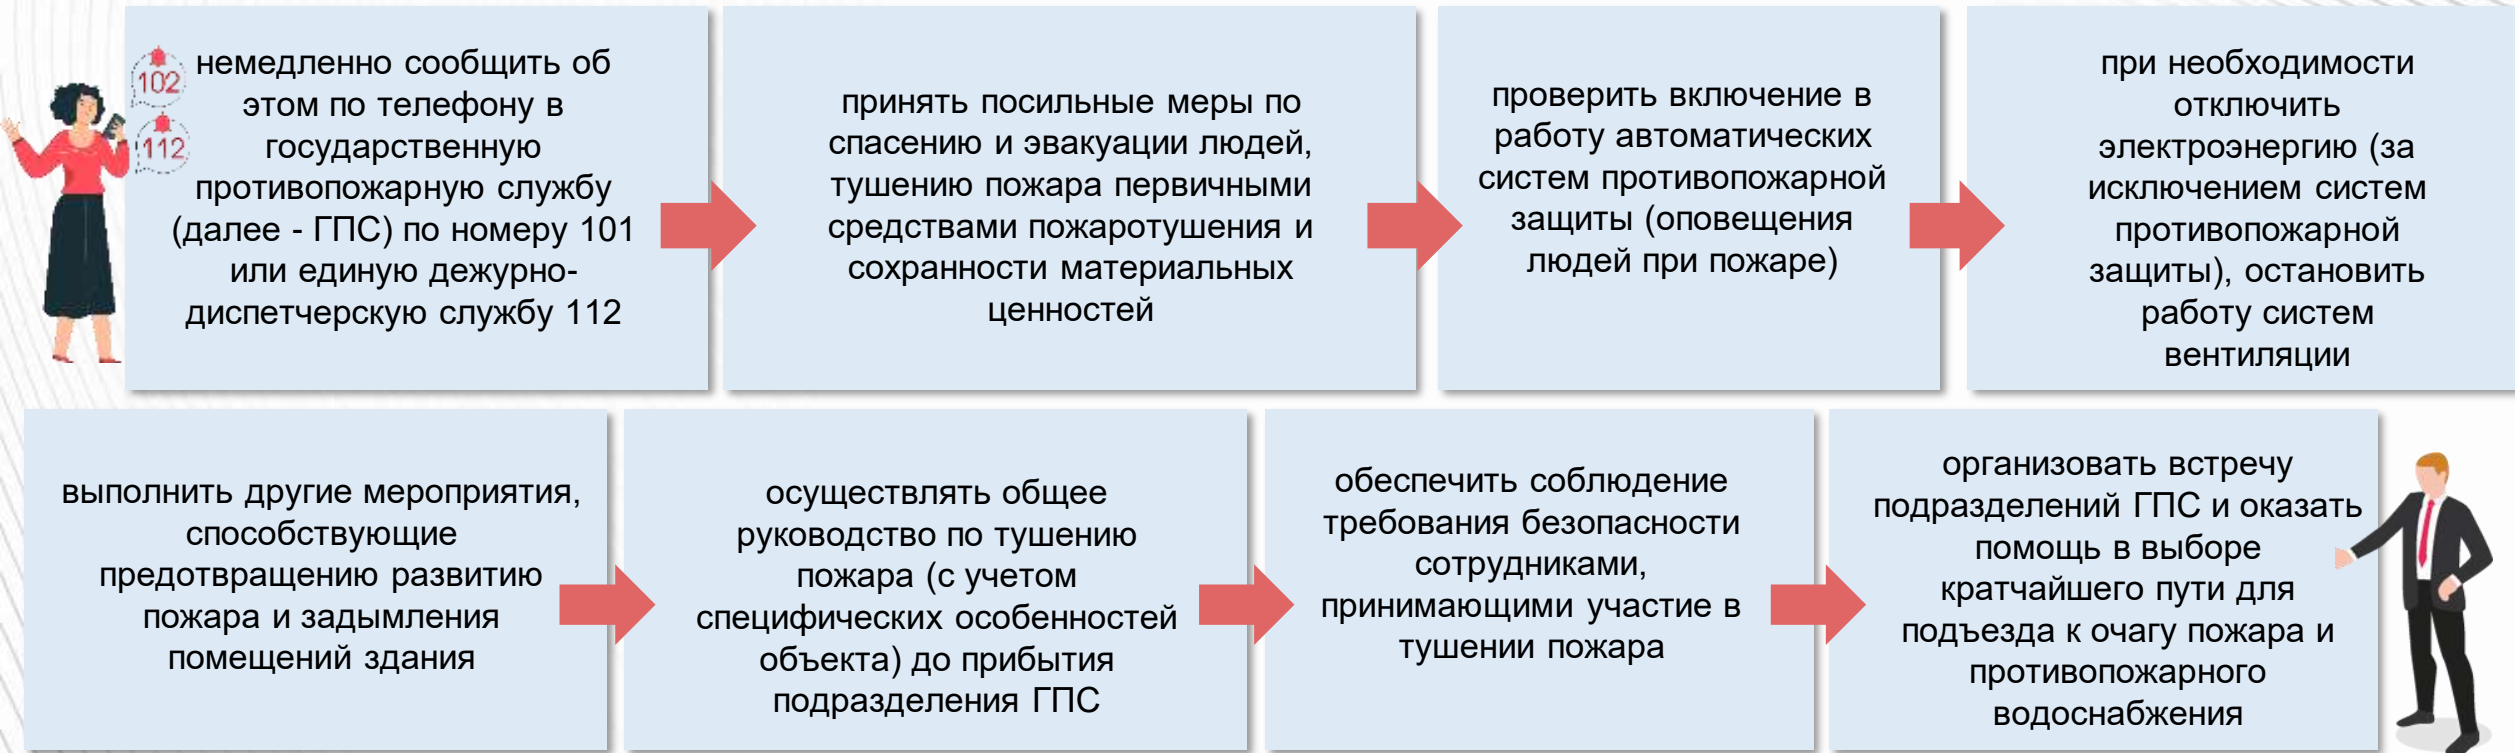 102
112
немедленно сообщить об
этом по телефону в
государственную
противопожарную службу
(далее - ГПС) по номеру 101
или единую дежурно-
диспетчерскую службу 112
принять посильные меры по
спасению и эвакуации людей,
тушению пожара первичными
средствами пожаротушения и
сохранности материальных
ценностей
проверить включение в
работу автоматических
систем противопожарной
защиты (оповещения
людей при пожаре)
при необходимости
отключить
электроэнергию (за
исключением систем
противопожарной
защиты), остановить
работу систем
вентиляции
выполнить другие мероприятия,
способствующие
предотвращению развитию
пожара и задымления
помещений здания
осуществлять общее
руководство по тушению
пожара (с учетом
специфических особенностей
объекта) до прибытия
подразделения ГПС
обеспечить соблюдение
требования безопасности
сотрудниками,
принимающими участие в
тушении пожара
организовать встречу
подразделений ГПС и оказать
помощь в выборе
кратчайшего пути для
подъезда к очагу пожара и
противопожарного
водоснабжения